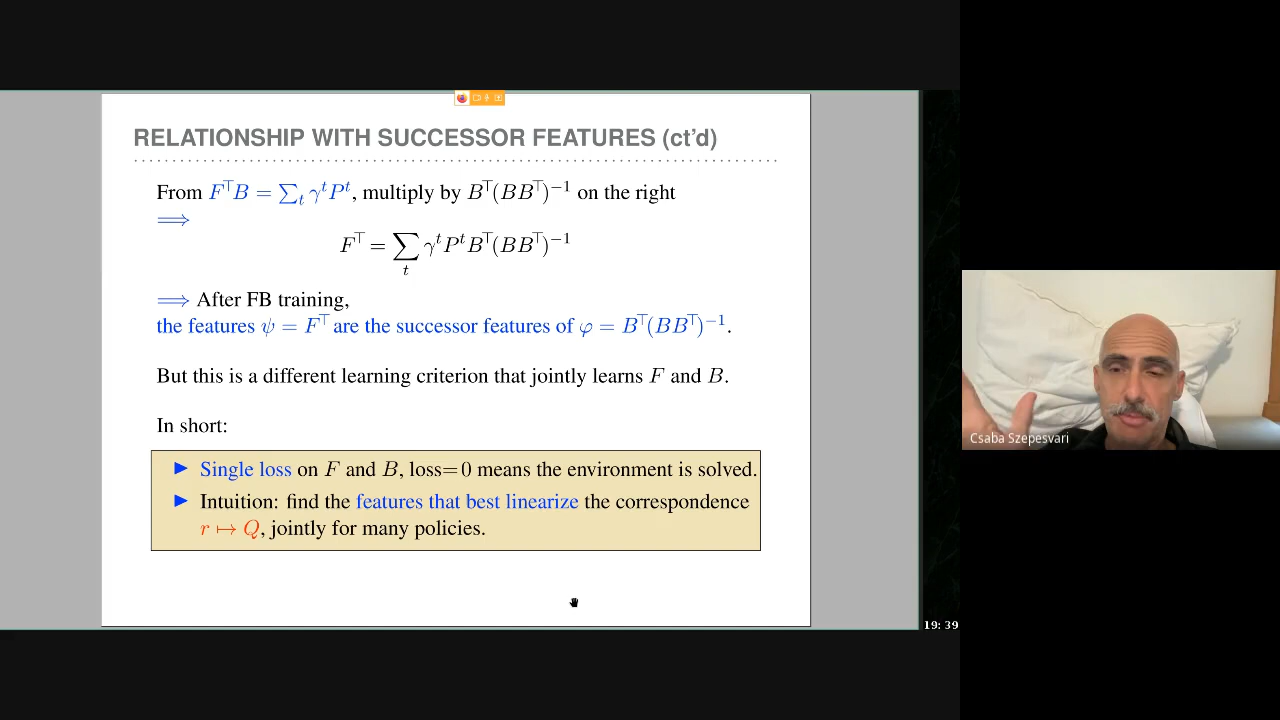 RELATIONSHIP WITH SUCCESSOR FEATURES (ct'd)
From F⊤B = ∑_t γ^t P^t, multiply by B⊤(BB⊤)^−1 on the right
⟹
F⊤ = ∑_t γ^t P^t B⊤(BB⊤)^−1
⟹ After FB training,
the features ψ = F⊤ are the successor features of φ = B⊤(BB⊤)^−1.
But this is a different learning criterion that jointly learns F and B.
In short:
▶ Single loss on F and B, loss=0 means the environment is solved.
▶ Intuition: find the features that best linearize the correspondence
r ↦ Q, jointly for many policies.
Csaba Szepesvari
19:39